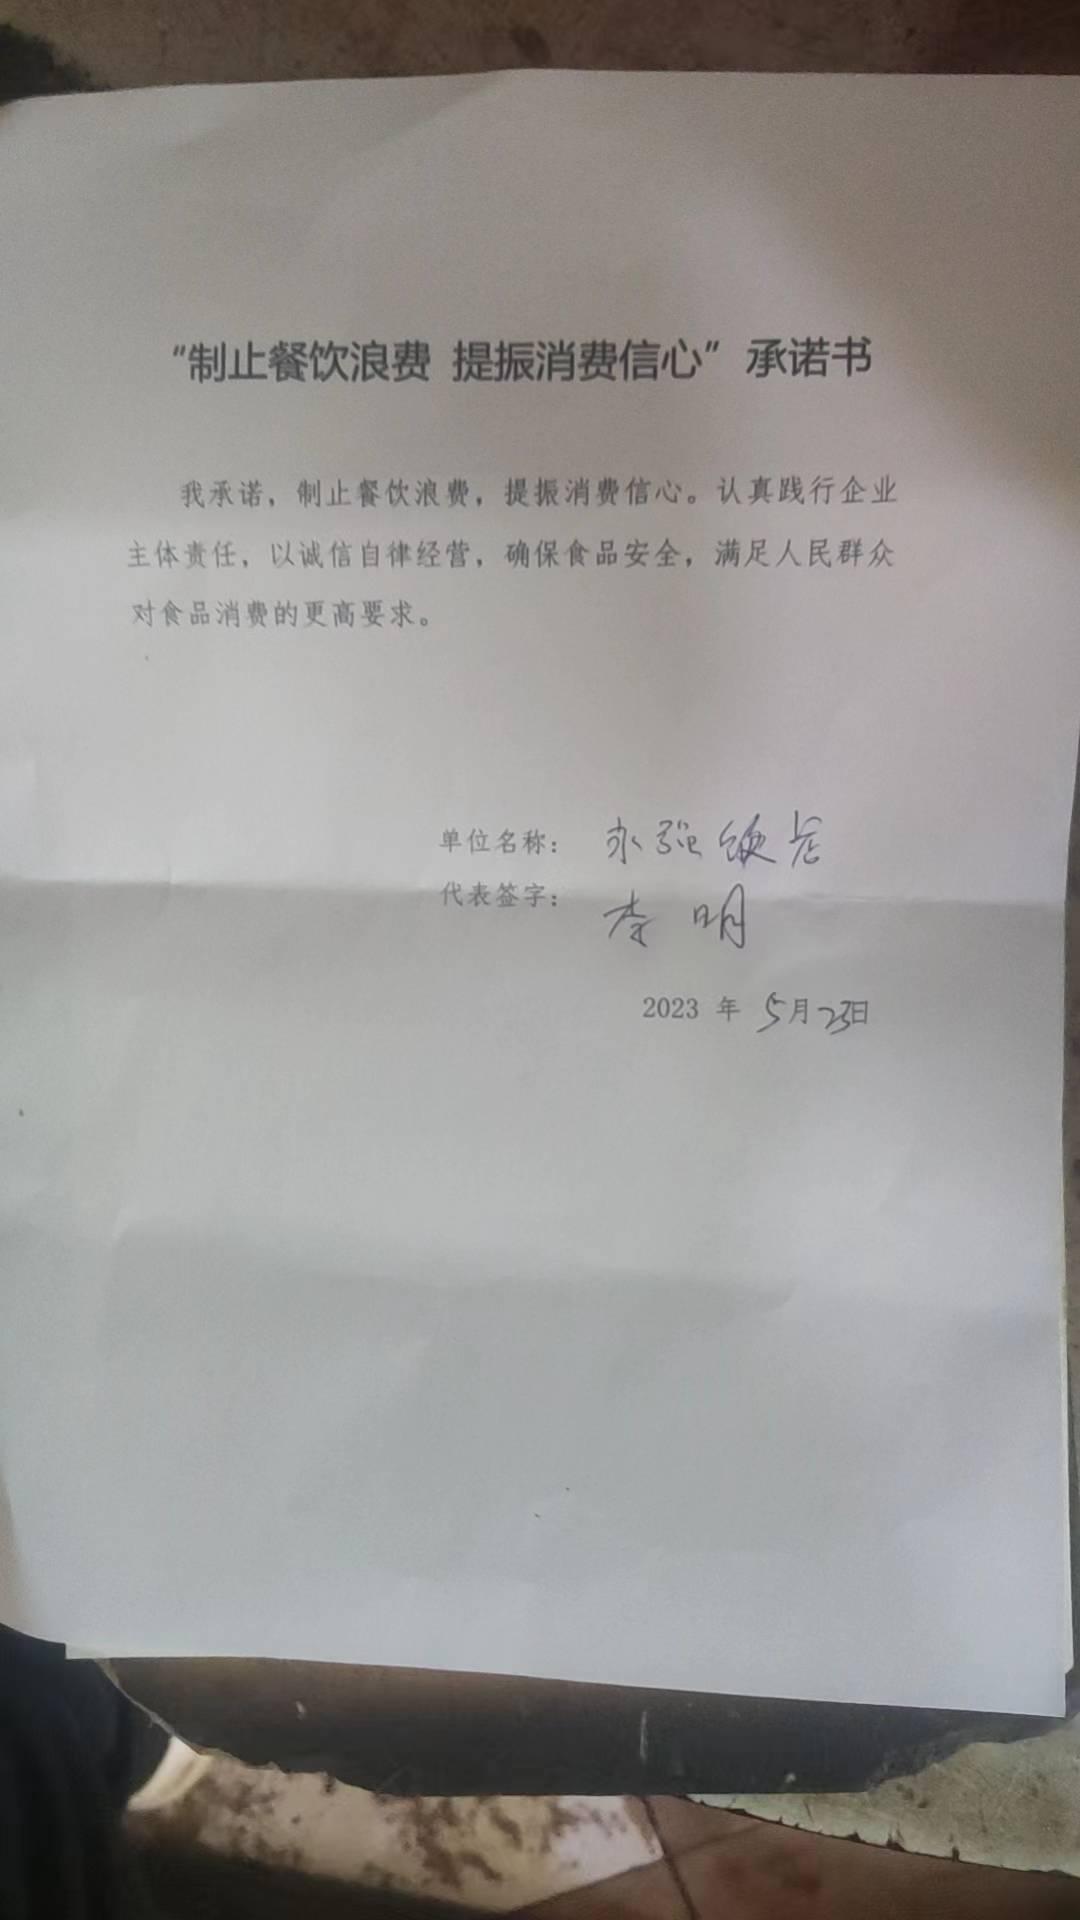 “制止餐饮浪费 提振消费信心”承诺书
我承诺，制止餐饮浪费，提振消费信心。认真践行企业
主体责任，以诚信自律经营，确保食品安全，满足人民群众
对食品消费的更高要求。
单位名称：永强饭店
代表签字：李明
2023 年 5月23日